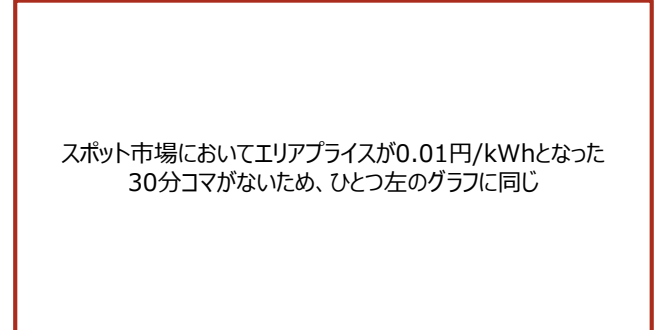 スポット市場においてエリアプライスが0.01円/kWhとなった
30分コマがないため、ひとつ左のグラフに同じ